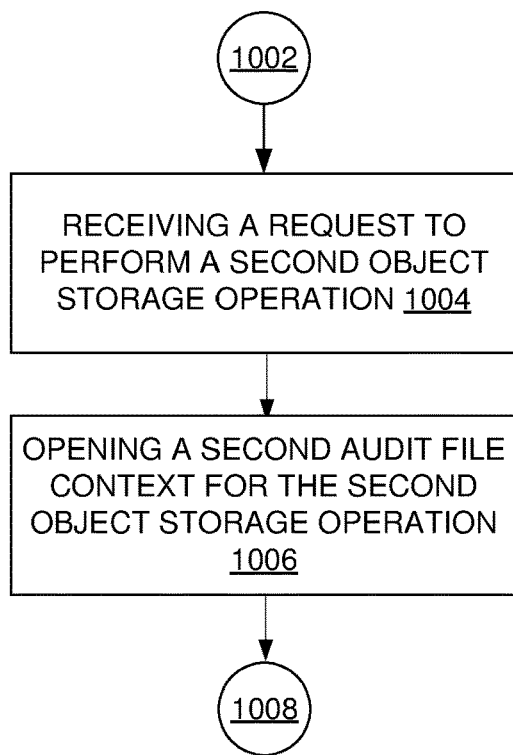 1002
RECEIVING A REQUEST TO
PERFORM A SECOND OBJECT
STORAGE OPERATION 1004
OPENING A SECOND AUDIT FILE
CONTEXT FOR THE SECOND
OBJECT STORAGE OPERATION
1006
1008